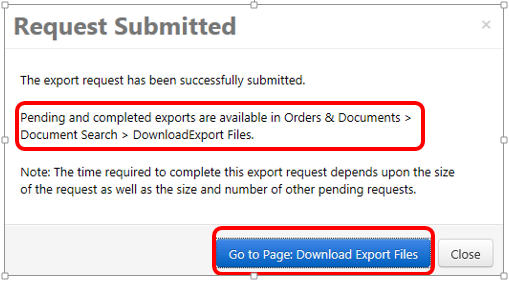 Request Submitted
×
The export request has been successfully submitted.
Pending and completed exports are available in Orders & Documents >
Document Search > DownloadExport Files.
Note: The time required to complete this export request depends upon the size
of the request as well as the size and number of other pending requests.
Go to Page: Download Export Files
Close